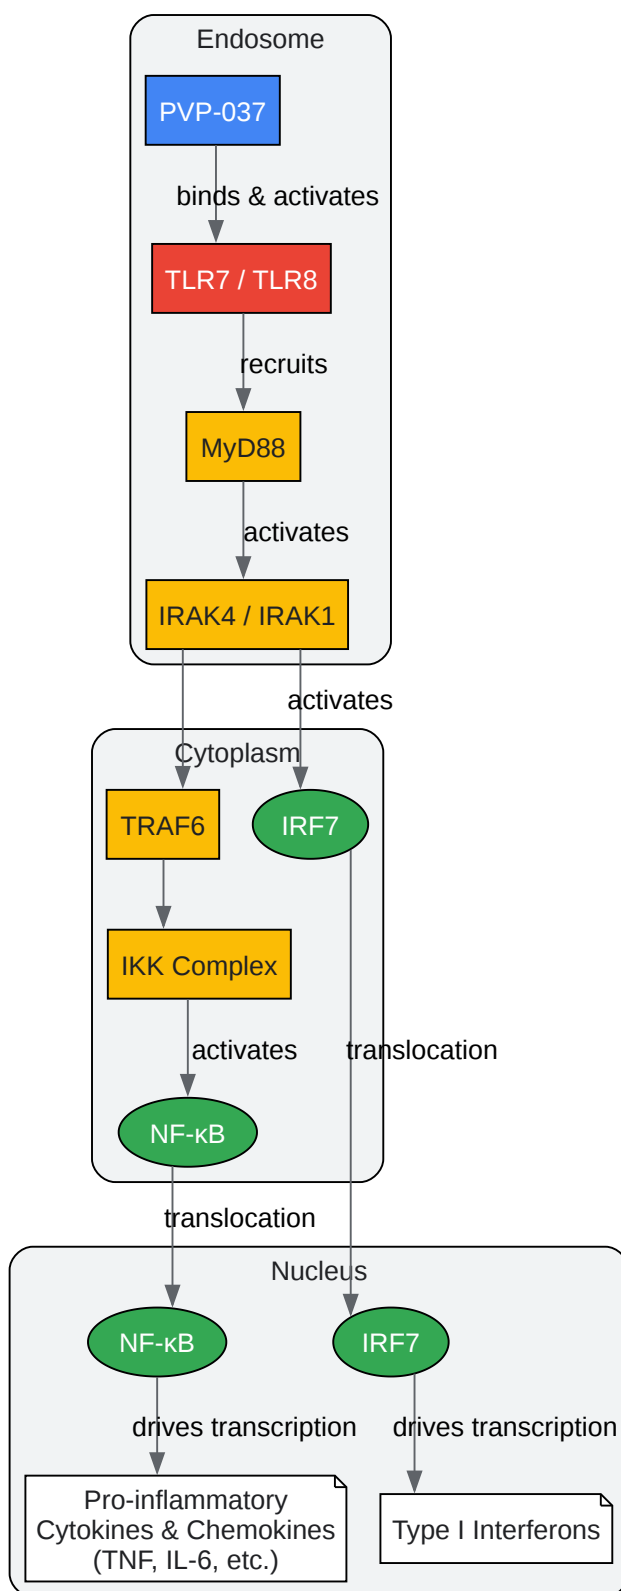 Endosome
PVP-037
binds & activates
TLR7 / TLR8
recruits
MyD88
activates
IRAK4 / IRAK1
activates
Cytoplasm
TRAF6
IRF7
IKK Complex
activates
translocation
NF-κB
translocation
Nucleus
NF-κB
IRF7
drives transcription
drives transcription
Pro-inflammatory
Cytokines & Chemokines
(TNF, IL-6, etc.)
Type I Interferons